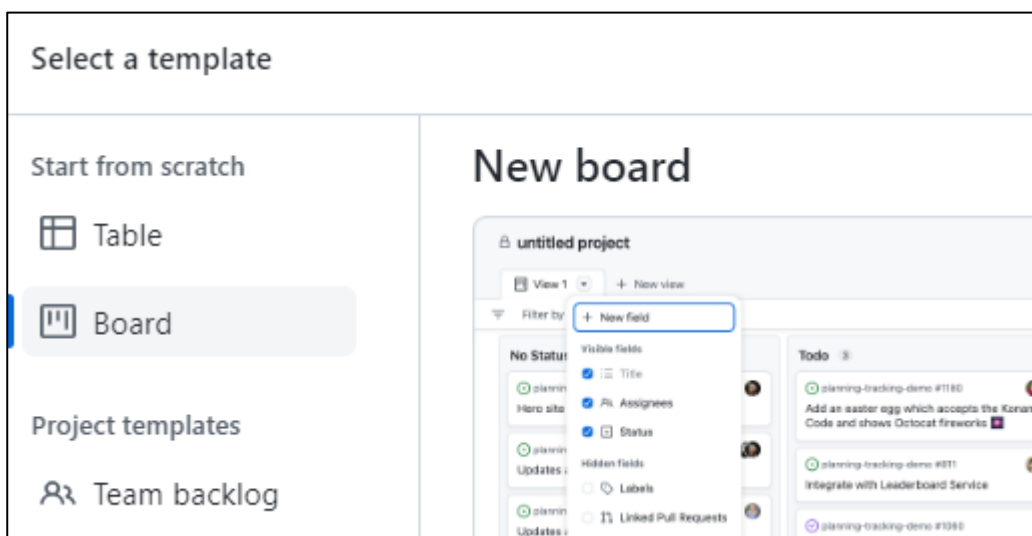 Select a template
Start from scratch
Table
Board
Project templates
Team backlog
New board
untitled project
View 1
+ New view
Filter by
+ New field
Visible fields
Title
Assignees
Status
Hidden fields
Labels
Linked Pull Requests
No Status
Hero site
Updates
Updates
Todo 3
planning-tracking-demo #1180
Add an easter egg which accepts the Konam
Code and shows Octocat fireworks
planning-tracking-demo #811
Integrate with Leaderboard Service
planning-tracking-demo #1060